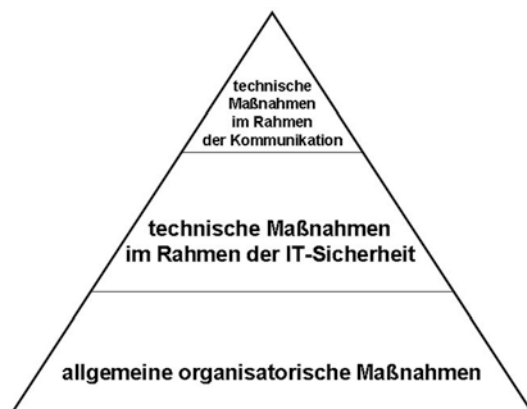 technische
Maßnahmen
im Rahmen
der Kommunikation
technische Maßnahmen
im Rahmen der IT-Sicherheit
allgemeine organisatorische Maßnahmen